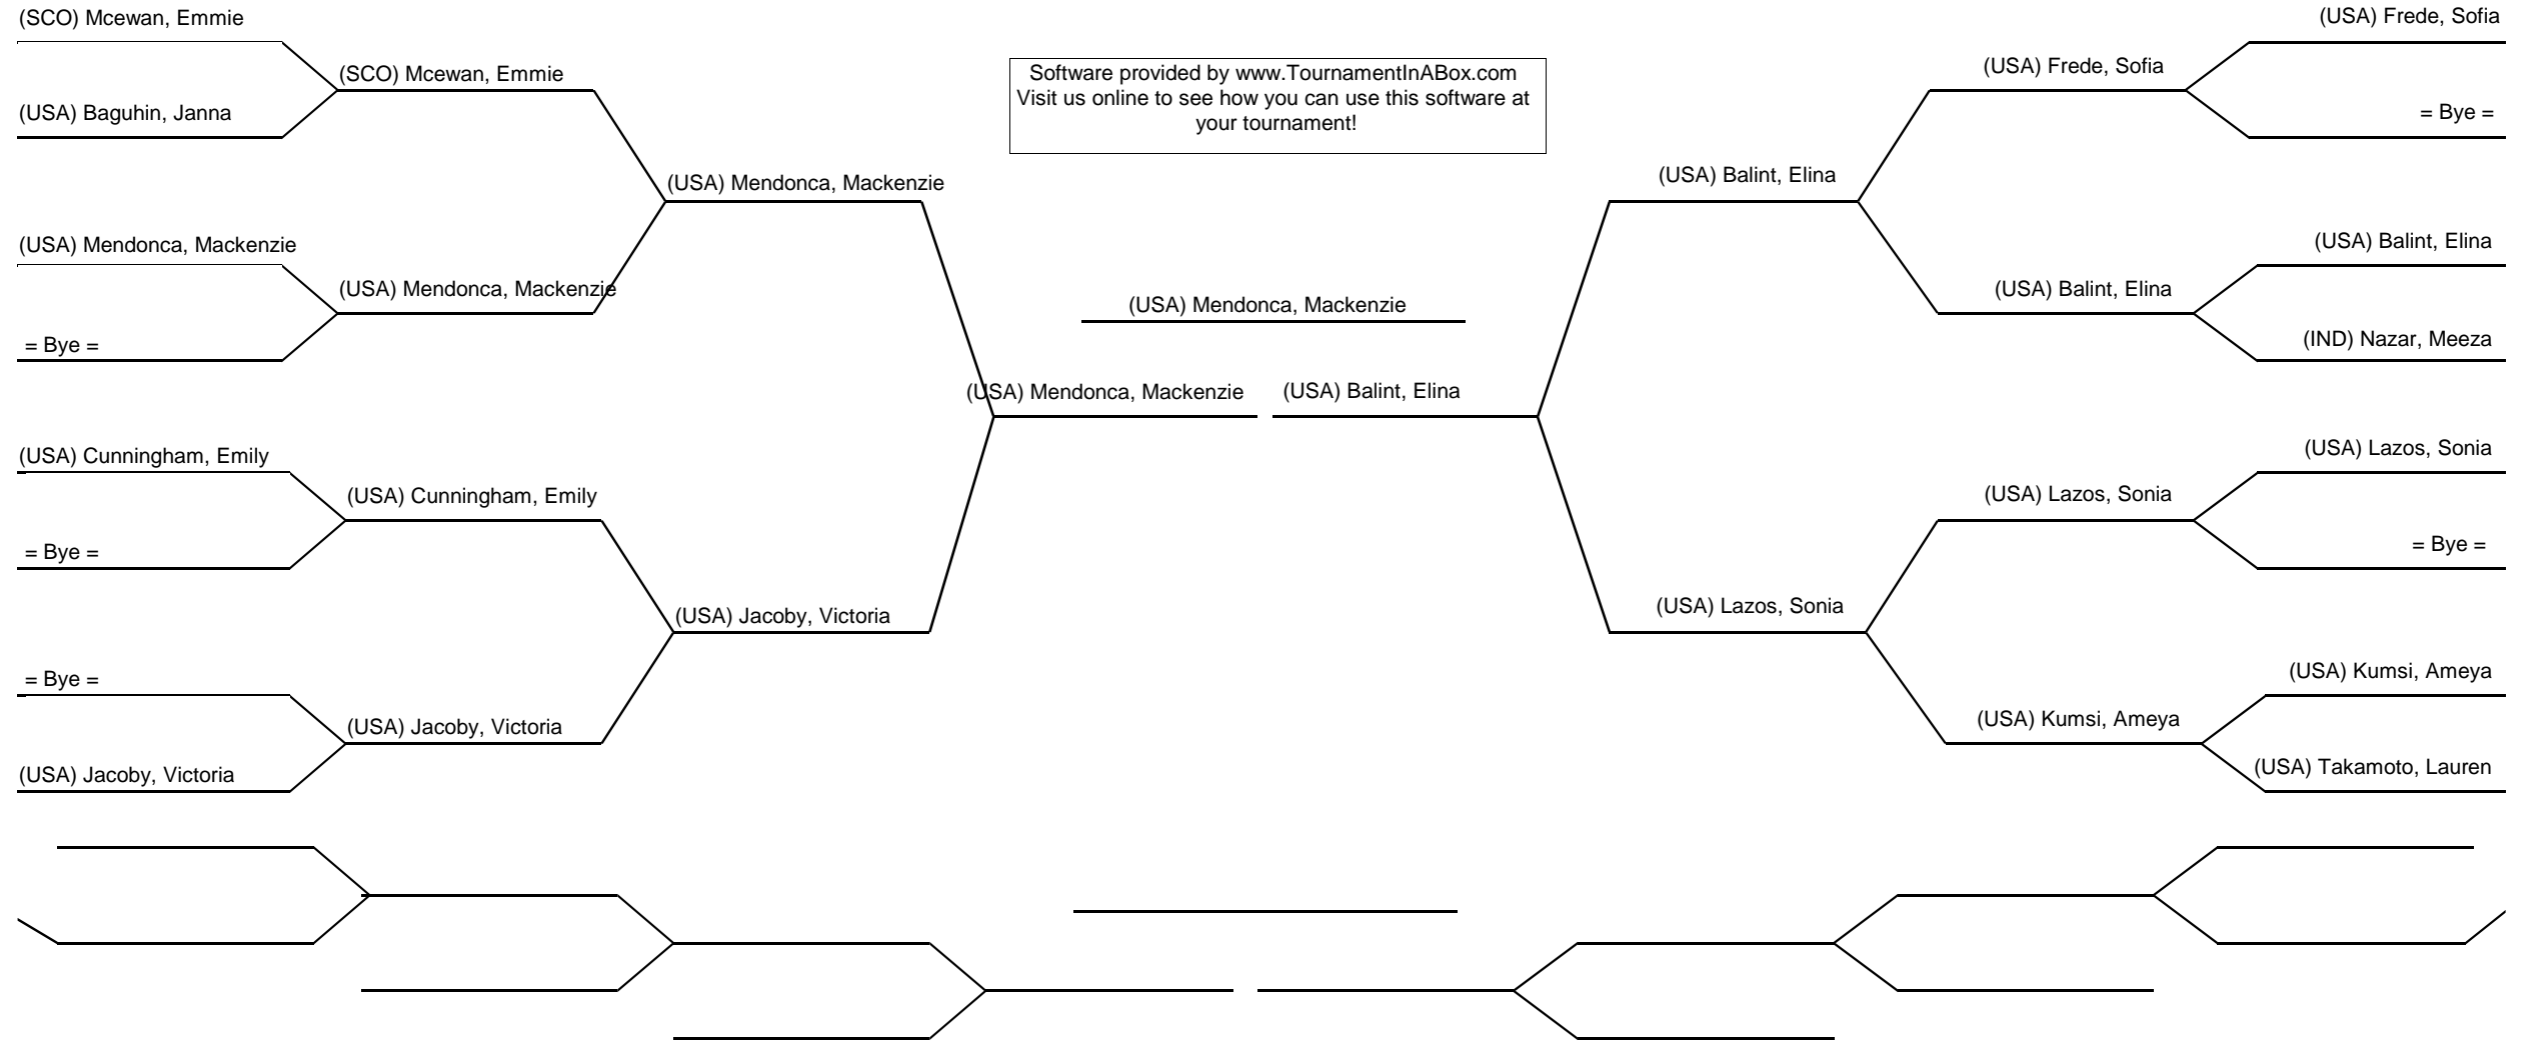 (SCO) Mcewan, Emmie
(USA) Frede, Sofia
(SCO) Mcewan, Emmie
Software provided by www.TournamentInABox.com
Visit us online to see how you can use this software at
your tournament!
(USA) Frede, Sofia
(USA) Baguhin, Janna
= Bye =
(USA) Mendonca, Mackenzie
(USA) Balint, Elina
(USA) Mendonca, Mackenzie
(USA) Balint, Elina
(USA) Mendonca, Mackenzie
(USA) Mendonca, Mackenzie
(USA) Balint, Elina
= Bye =
(IND) Nazar, Meeza
(USA) Mendonca, Mackenzie
(USA) Balint, Elina
(USA) Cunningham, Emily
(USA) Lazos, Sonia
(USA) Cunningham, Emily
(USA) Lazos, Sonia
= Bye =
= Bye =
(USA) Jacoby, Victoria
(USA) Lazos, Sonia
= Bye =
(USA) Kumsi, Ameya
(USA) Jacoby, Victoria
(USA) Kumsi, Ameya
(USA) Jacoby, Victoria
(USA) Takamoto, Lauren